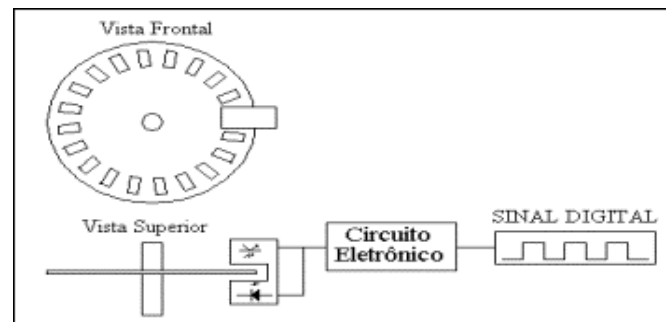 Vista Frontal
Vista Superior
Circuito
Eletrônico
SINAL DIGITAL